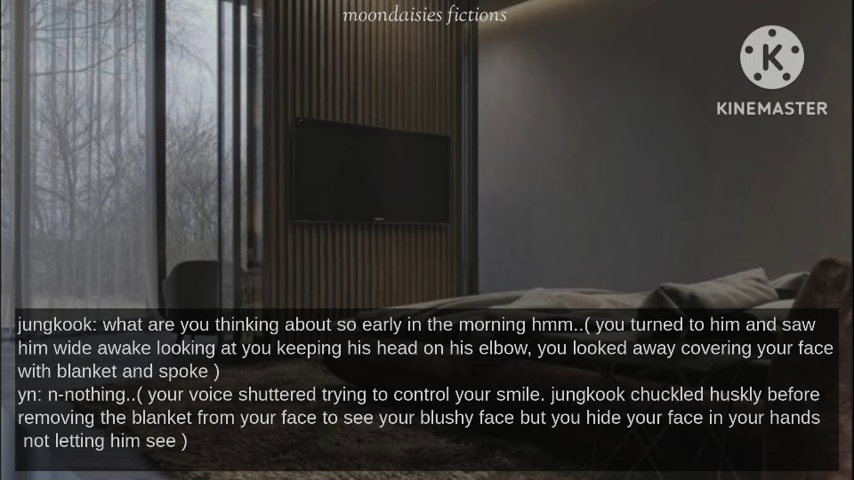 moondaisies fictions
K
KINEMASTER
jungkook: what are you thinking about so early in the morning hmm..( you turned to him and saw
him wide awake looking at you keeping his head on his elbow, you looked away covering your face
with blanket and spoke )
yn: n-nothing..( your voice shuttered trying to control your smile. jungkook chuckled huskly before
removing the blanket from your face to see your blushy face but you hide your face in your hands
not letting him see )